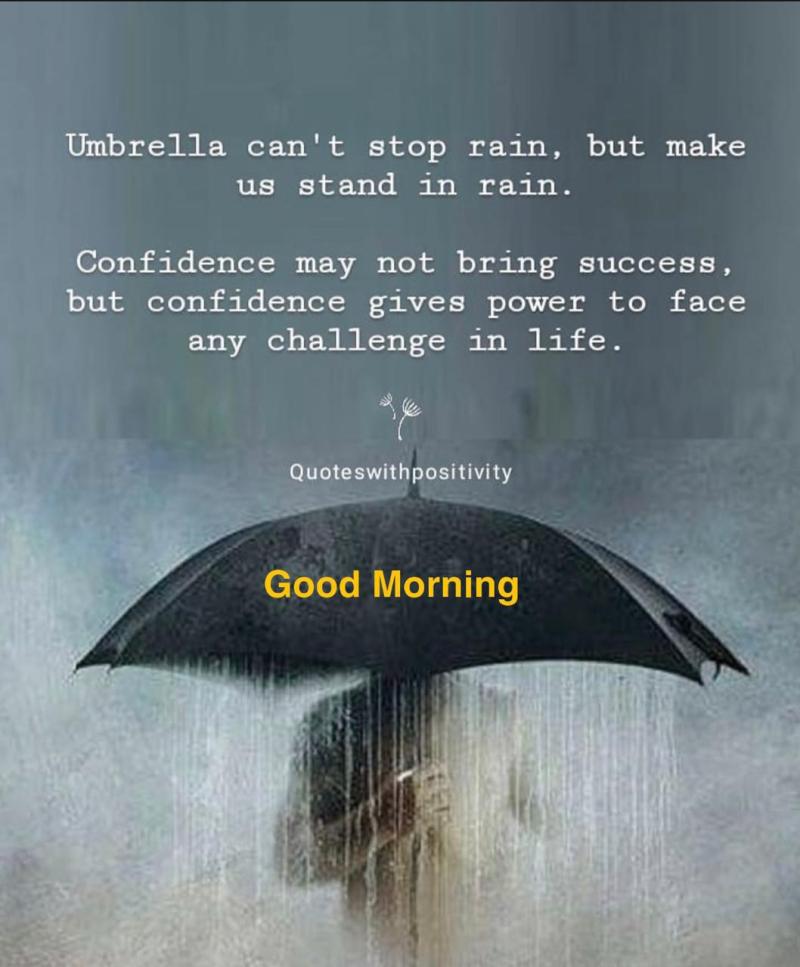 Umbrella can't stop rain, but make
us stand in rain.
Confidence may not bring success,
but confidence gives power to face
any challenge in life.
Quoteswithpositivity
Good Morning